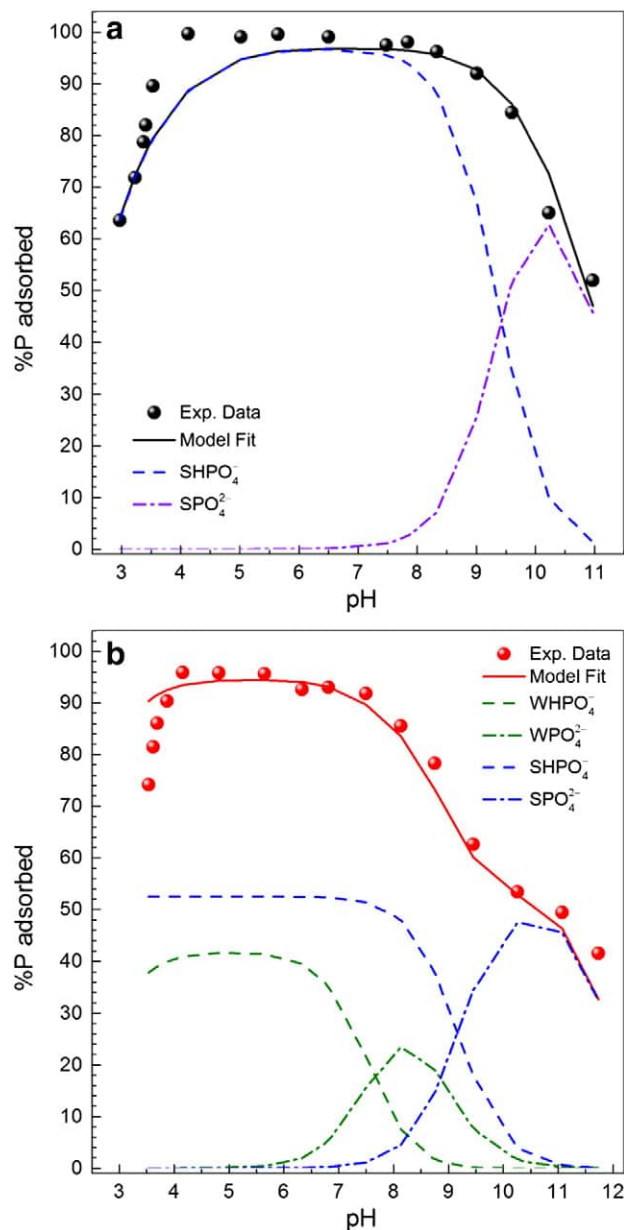 a
100
90
80
70
60
50
40
30
20
10
0
%P adsorbed
Exp. Data
Model Fit
SHPO₄⁻
SPO₄²⁻
3 4 5 6 7 8 9 10 11
pH
b
100
90
80
70
60
50
40
30
20
10
0
%P adsorbed
Exp. Data
Model Fit
WHPO₄⁻
WPO₄²⁻
SHPO₄⁻
SPO₄²⁻
3 4 5 6 7 8 9 10 11 12
pH